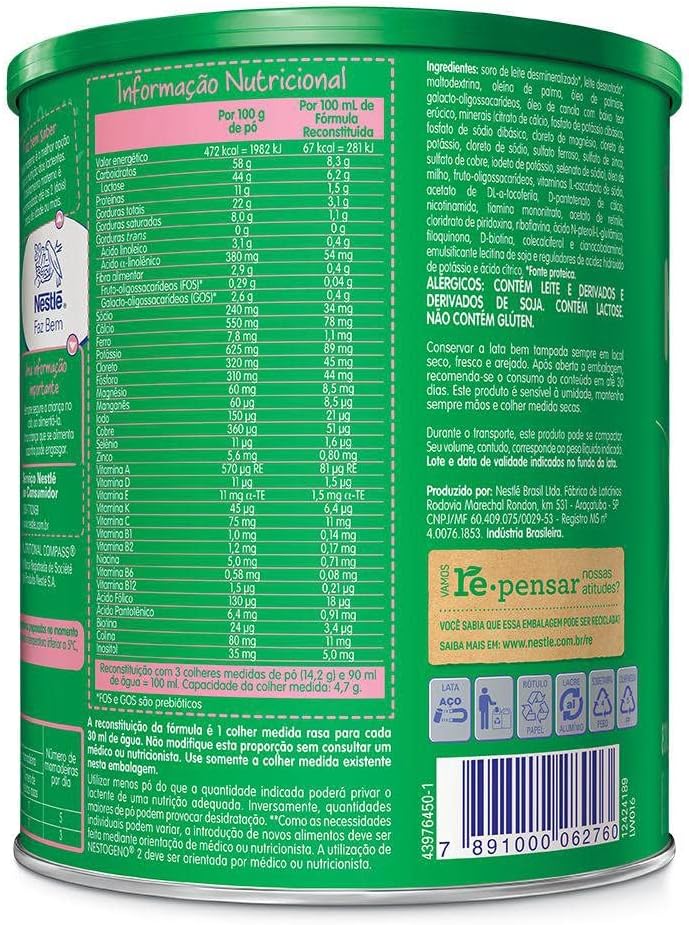 Informação Nutricional
Por 100 g de pó
Por 100 mL de Fórmula Reconstituída
Valor energético 472 kcal = 1982 kJ 67 kcal = 281 kJ
Carboidratos 58 g 8,3 g
Lactose 44 g 6,2 g
Proteínas 11 g 1,5 g
Gorduras totais 22 g 3,1 g
Gorduras saturadas 8,0 g 1,1 g
Gorduras trans 0 g 0 g
Ácido linoléico 3,1 g 0,4 g
Ácido α-linolênico 380 mg 54 mg
Fibra alimentar 2,9 g 0,4 g
Fruto-oligossacarídeos (FOS)* 0,29 g 0,04 g
Galacto-oligossacarídeos (GOS)* 2,6 g 0,4 g
Sódio 240 mg 34 mg
Cálcio 550 mg 78 mg
Ferro 7,8 mg 1,1 mg
Potássio 625 mg 89 mg
Cloreto 320 mg 45 mg
Fósforo 310 mg 44 mg
Magnésio 60 mg 8,5 mg
Manganês 60 µg 8,5 µg
Iodo 150 µg 21 µg
Cobre 360 µg 51 µg
Selênio 11 µg 1,6 µg
Zinco 5,6 mg 0,80 mg
Vitamina A 570 µg RE 81 µg RE
Vitamina D 11 µg 1,5 µg
Vitamina E 11 mg α-TE 1,5 mg α-TE
Vitamina K 45 µg 6,4 µg
Vitamina C 75 mg 11 mg
Vitamina B1 1,0 mg 0,14 mg
Vitamina B2 1,2 mg 0,17 mg
Niacina 5,0 mg 0,71 mg
Vitamina B6 0,58 mg 0,08 mg
Vitamina B12 1,5 µg 0,21 µg
Ácido Fólico 130 µg 18 µg
Ácido Pantotênico 6,4 mg 0,91 mg
Biotina 24 µg 3,4 µg
Colina 80 mg 11 mg
Inositol 35 mg 5,0 mg
Reconstituição com 3 colheres medidas de pó (14,2 g) e 90 ml
de água = 100 ml. Capacidade da colher medida: 4,7 g.
*FOS e GOS são prebióticos
A reconstituição da fórmula é 1 colher medida rasa para cada
30 ml de água. Não modifique esta proporção sem consultar um
médico ou nutricionista. Use somente a colher medida existente
nesta embalagem.
Utilizar menos pó do que a quantidade indicada poderá privar o
lactente de uma nutrição adequada. Inversamente, quantidades
maiores de pó podem provocar desidratação. **Como as necessidades
individuais podem variar, a introdução de novos alimentos deve ser
feita mediante orientação de médico ou nutricionista. A utilização de
NESTOGENO® 2 deve ser orientada por médico ou nutricionista.
Ingredientes: soro de leite desmineralizado*, leite desnatado*,
maltodextrina, oleína de palma, óleo de palmiste,
galacto-oligossacarídeos, óleo de canola com baixo teor
erúcico, minerais (citrato de cálcio, fosfato de potássio dibásico,
fosfato de sódio dibásico, cloreto de magnésio, cloreto de
potássio, cloreto de sódio, sulfato ferroso, sulfato de zinco,
sulfato de cobre, iodeto de potássio, selenato de sódio), óleo de
milho, fruto-oligossacarídeos, vitaminas (L-ascorbato de sódio,
acetato de DL-α-tocoferila, D-pantotenato de cálcio,
nicotinamida, tiamina mononitrato, acetato de retinila,
cloridrato de piridoxina, riboflavina, ácido N-pteroil-L-glutâmico,
filoquinona, D-biotina, colecalciferol e cianocobalamina),
emulsificante lecitina de soja e reguladores de acidez hidróxido
de potássio e ácido cítrico. *Fonte proteica.
ALÉRGICOS: CONTÉM LEITE E DERIVADOS E
DERIVADOS DE SOJA. CONTÉM LACTOSE.
NÃO CONTÉM GLÚTEN.
Conservar a lata bem tampada sempre em local
seco, fresco e arejado. Após aberta a embalagem,
recomenda-se o consumo do conteúdo em até 30
dias. Este produto é sensível à umidade, mantenha
sempre mãos e colher medida secas.
Durante o transporte, este produto pode se compactar.
Seu volume, contudo, corresponde ao peso líquido indicado.
Lote e data de validade indicados no fundo da lata.
Produzido por: Nestlé Brasil Ltda. Fábrica de Laticínios
Rodovia Marechal Rondon, km 531 - Araçatuba - SP
CNPJ/MF 60.409.075/0029-53 - Registro MS nº
4.0076.1853. Indústria Brasileira.
VAMOS re-pensar nossas atitudes?
VOCÊ SABIA QUE ESSA EMBALAGEM PODE SER RECICLADA?
SAIBA MAIS EM: www.nestle.com.br/re
LATA
AÇO
RÓTULO
PAPEL
LACRE
ALUMÍNIO
43976450-1
7 891000 062760
12424189
LW016
Nestlé
Faz Bem
Uma informação
importante
Serviço Nestlé
ao Consumidor
Número de
mamadeiras
por dia
5
3